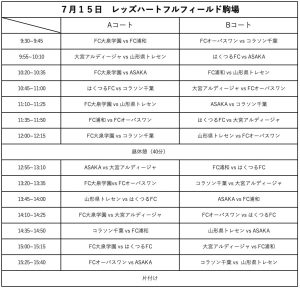 7月15日　レッズハートフルフィールド駒場
Aコート Bコート
9:30~9:45 FC大泉学園 vs FC浦和 FCオーパスワン vs コラソン千葉
9:55~10:10 大宮アルディージャ vs 山形県トレセン はくつるFC vs ASAKA
10:20~10:35 FC大泉学園 vs ASAKA FC浦和 vs 山形県トレセン
10:45~11:00 はくつるFC vs コラソン千葉 大宮アルディージャ vs FCオーパスワン
11:10~11:25 FC大泉学園 vs 山形県トレセン ASAKA vs コラソン千葉
11:35~11:50 FC浦和 vs FCオーパスワン はくつるFC vs 大宮アルディージャ
12:00~12:15 FC大泉学園 vs コラソン千葉 山形県トレセン vs FCオーパスワン
昼休憩（40分）
12:55~13:10 ASAKA vs 大宮アルディージャ FC浦和 vs はくつるFC
13:20~13:35 FC大泉学園vs FCオーパスワン コラソン千葉 vs 大宮アルディージャ
13:45~14:00 山形県トレセン vs はくつるFC ASAKA vs FC浦和
14:10~14:25 FC大泉学園 vs 大宮アルディージャ FCオーパスワン vs はくつるFC
14:35~14:50 コラソン千葉 vs FC浦和 山形県トレセン vs ASAKA
15:00~15:15 FC大泉学園 vs はくつるFC 大宮アルディージャ vs FC浦和
15:25~15:40 FCオーパスワン vs ASAKA コラソン千葉 vs 山形県トレセン
片付け